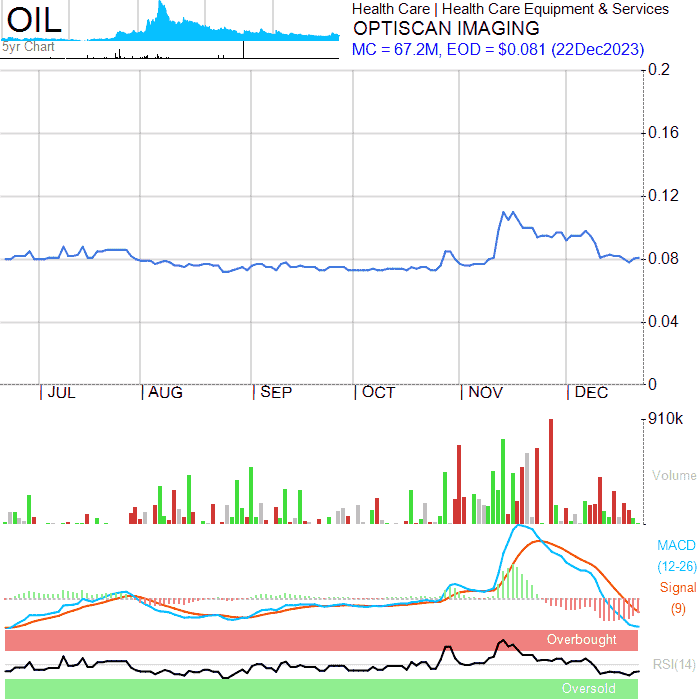 OIL
5yr Chart
Health Care | Health Care Equipment & Services
OPTISCAN IMAGING
MC = 67.2M, EOD = $0.081 (22Dec2023)
0.2
0.16
0.12
0.08
0.04
0
JUL AUG SEP OCT NOV DEC
910k
Volume
MACD
(12-26)
Signal
(9)
Overbought
RSI(14)
Oversold